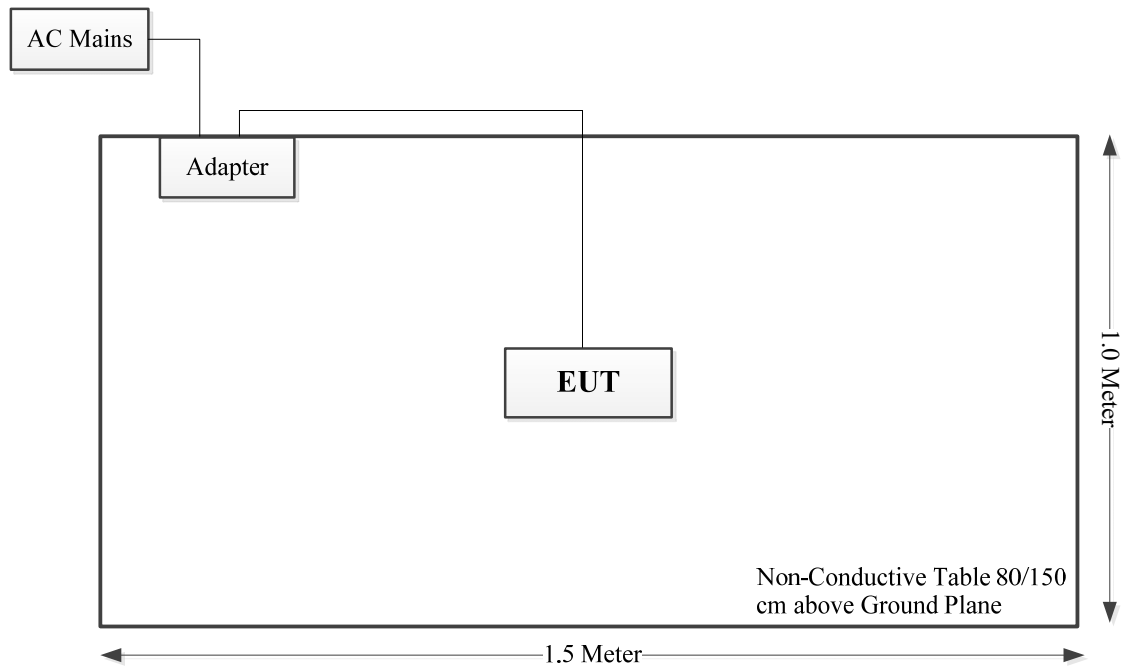 AC Mains
Adapter
EUT
1.0 Meter
Non-Conductive Table 80/150
cm above Ground Plane
1.5 Meter